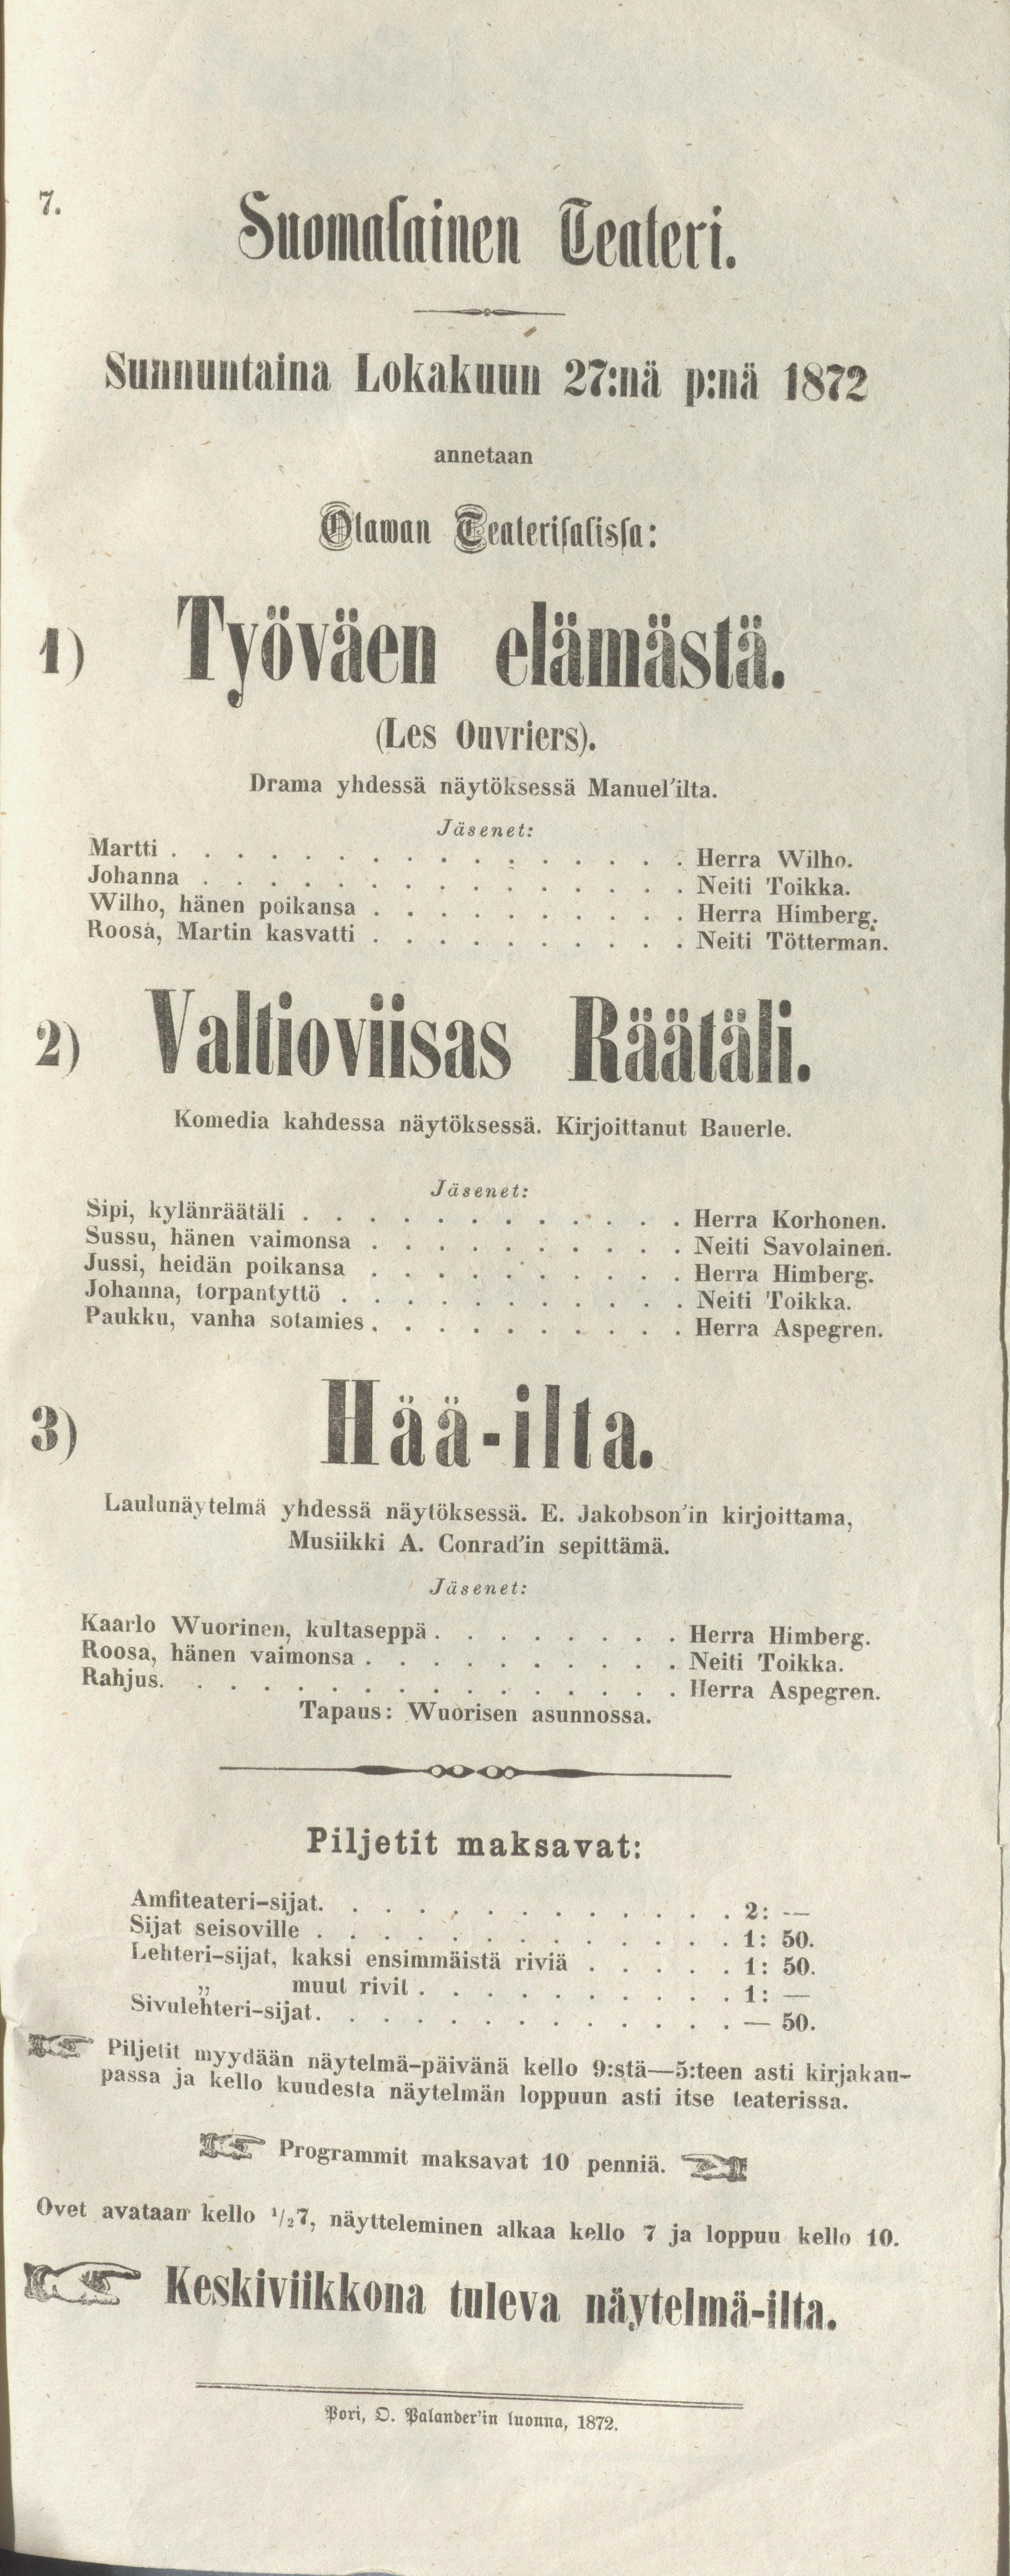 7.
Suomalainen Teateri.
Sunnuntaina Lokakuun 27:nä p:nä 1872
annetaan
Otawan Teaterisalissa:
1) Työväen elämästä.
(Les Ouvriers).
Drama yhdessä näytöksessä Manuel'ilta.
Jäsenet:
Martti . . . . . . . . . . . . . . . . Herra Wilho.
Johanna . . . . . . . . . . . . . . . Neiti Toikka.
Wilho, hänen poikansa . . . . . . . . . . Herra Himberg.
Roosa, Martin kasvatti . . . . . . . . . . Neiti Tötterman.
2) Valtioviisas Räätäli.
Komedia kahdessa näytöksessä. Kirjoittanut Bauerle.
Jäsenet:
Sipi, kylänräätäli . . . . . . . . . . . . Herra Korhonen.
Sussu, hänen vaimonsa . . . . . . . . . . Neiti Savolainen.
Jussi, heidän poikansa . . . . . . . . . . Herra Himberg.
Johanna, torpantyttö . . . . . . . . . . . Neiti Toikka.
Paukku, vanha sotamies . . . . . . . . . . Herra Aspegren.
3) Hää-ilta.
Laulunäytelmä yhdessä näytöksessä. E. Jakobson'in kirjoittama,
Musiikki A. Conrad'in sepittämä.
Jäsenet:
Kaarlo Wuorinen, kultaseppä . . . . . . . . Herra Himberg.
Roosa, hänen vaimonsa . . . . . . . . . . Neiti Toikka.
Rahjus. . . . . . . . . . . . . . . . Herra Aspegren.
Tapaus: Wuorisen asunnossa.
Piljetit maksavat:
Amfiteateri-sijat. . . . . . . . . . . . . 2: —
Sijat seisoville . . . . . . . . . . . . . 1: 50.
Lehteri-sijat, kaksi ensimmäistä riviä . . . . . 1: 50.
„ muut rivit . . . . . . . . . . 1: —
Sivulehteri-sijat. . . . . . . . . . . . . — 50.
Piljetit myydään näytelmä-päivänä kello 9:stä—5:teen asti kirjakau-
passa ja kello kuudesta näytelmän loppuun asti itse teaterissa.
Programmit maksavat 10 penniä.
Ovet avataan kello ½7, näytteleminen alkaa kello 7 ja loppuu kello 10.
Keskiviikkona tuleva näytelmä-ilta.
Pori, O. Palander'in luonna, 1872.